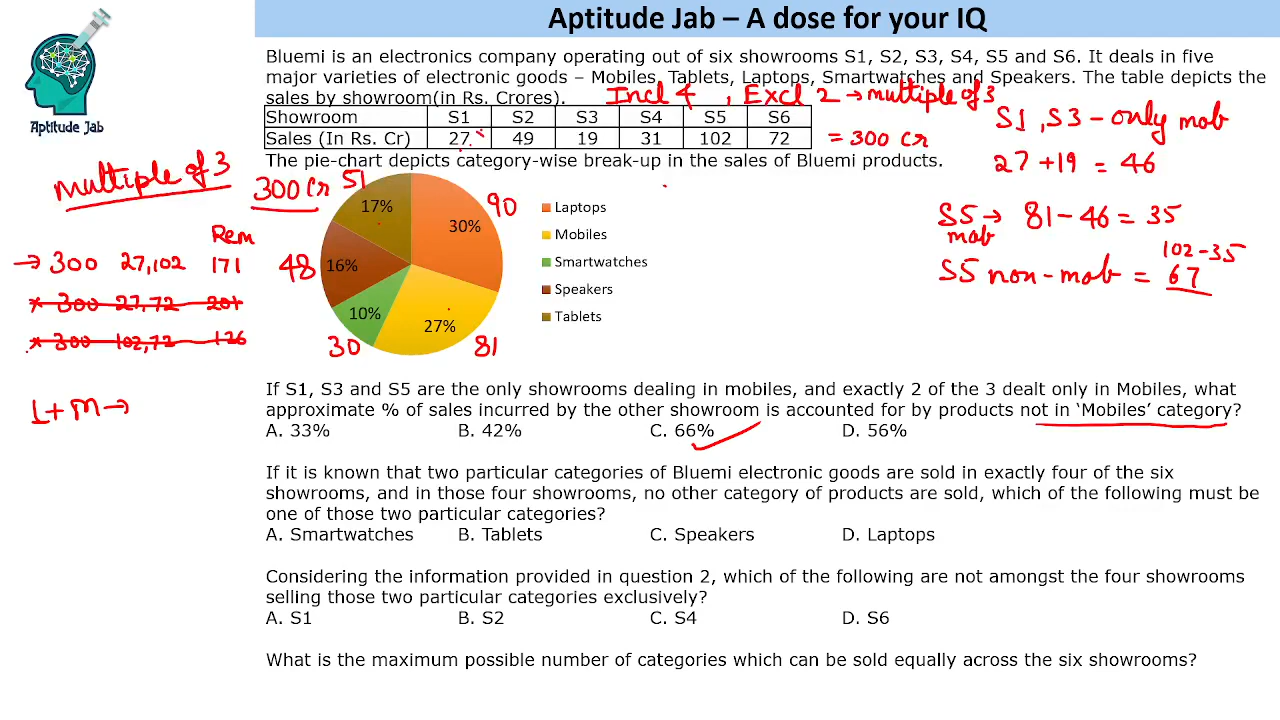 Aptitude Jab – A dose for your IQ
Aptitude Jab
Bluemi is an electronics company operating out of six showrooms S1, S2, S3, S4, S5 and S6. It deals in five
major varieties of electronic goods – Mobiles, Tablets, Laptops, Smartwatches and Speakers. The table depicts the
sales by showroom(in Rs. Crores).
Incl 4 , Excl 2 → multiple of 3
Showroom S1 S2 S3 S4 S5 S6
Sales (In Rs. Cr) 27 49 19 31 102 72 = 300 Cr
The pie-chart depicts category-wise break-up in the sales of Bluemi products.
S1, S3 - only mob
27 + 19 = 46
S5 mob → 81 - 46 = 35
102-35
S5 non-mob = 67
multiple of 3
Rem
→ 300 27,102 171
× 300 27,72 201
× 300 102,72 126
L + M →
300 Cr
51
17%
90
30%
48
16%
10%
30
27%
81
Laptops
Mobiles
Smartwatches
Speakers
Tablets
If S1, S3 and S5 are the only showrooms dealing in mobiles, and exactly 2 of the 3 dealt only in Mobiles, what
approximate % of sales incurred by the other showroom is accounted for by products not in ‘Mobiles’ category?
A. 33% B. 42% C. 66% D. 56%
If it is known that two particular categories of Bluemi electronic goods are sold in exactly four of the six
showrooms, and in those four showrooms, no other category of products are sold, which of the following must be
one of those two particular categories?
A. Smartwatches B. Tablets C. Speakers D. Laptops
Considering the information provided in question 2, which of the following are not amongst the four showrooms
selling those two particular categories exclusively?
A. S1 B. S2 C. S4 D. S6
What is the maximum possible number of categories which can be sold equally across the six showrooms?